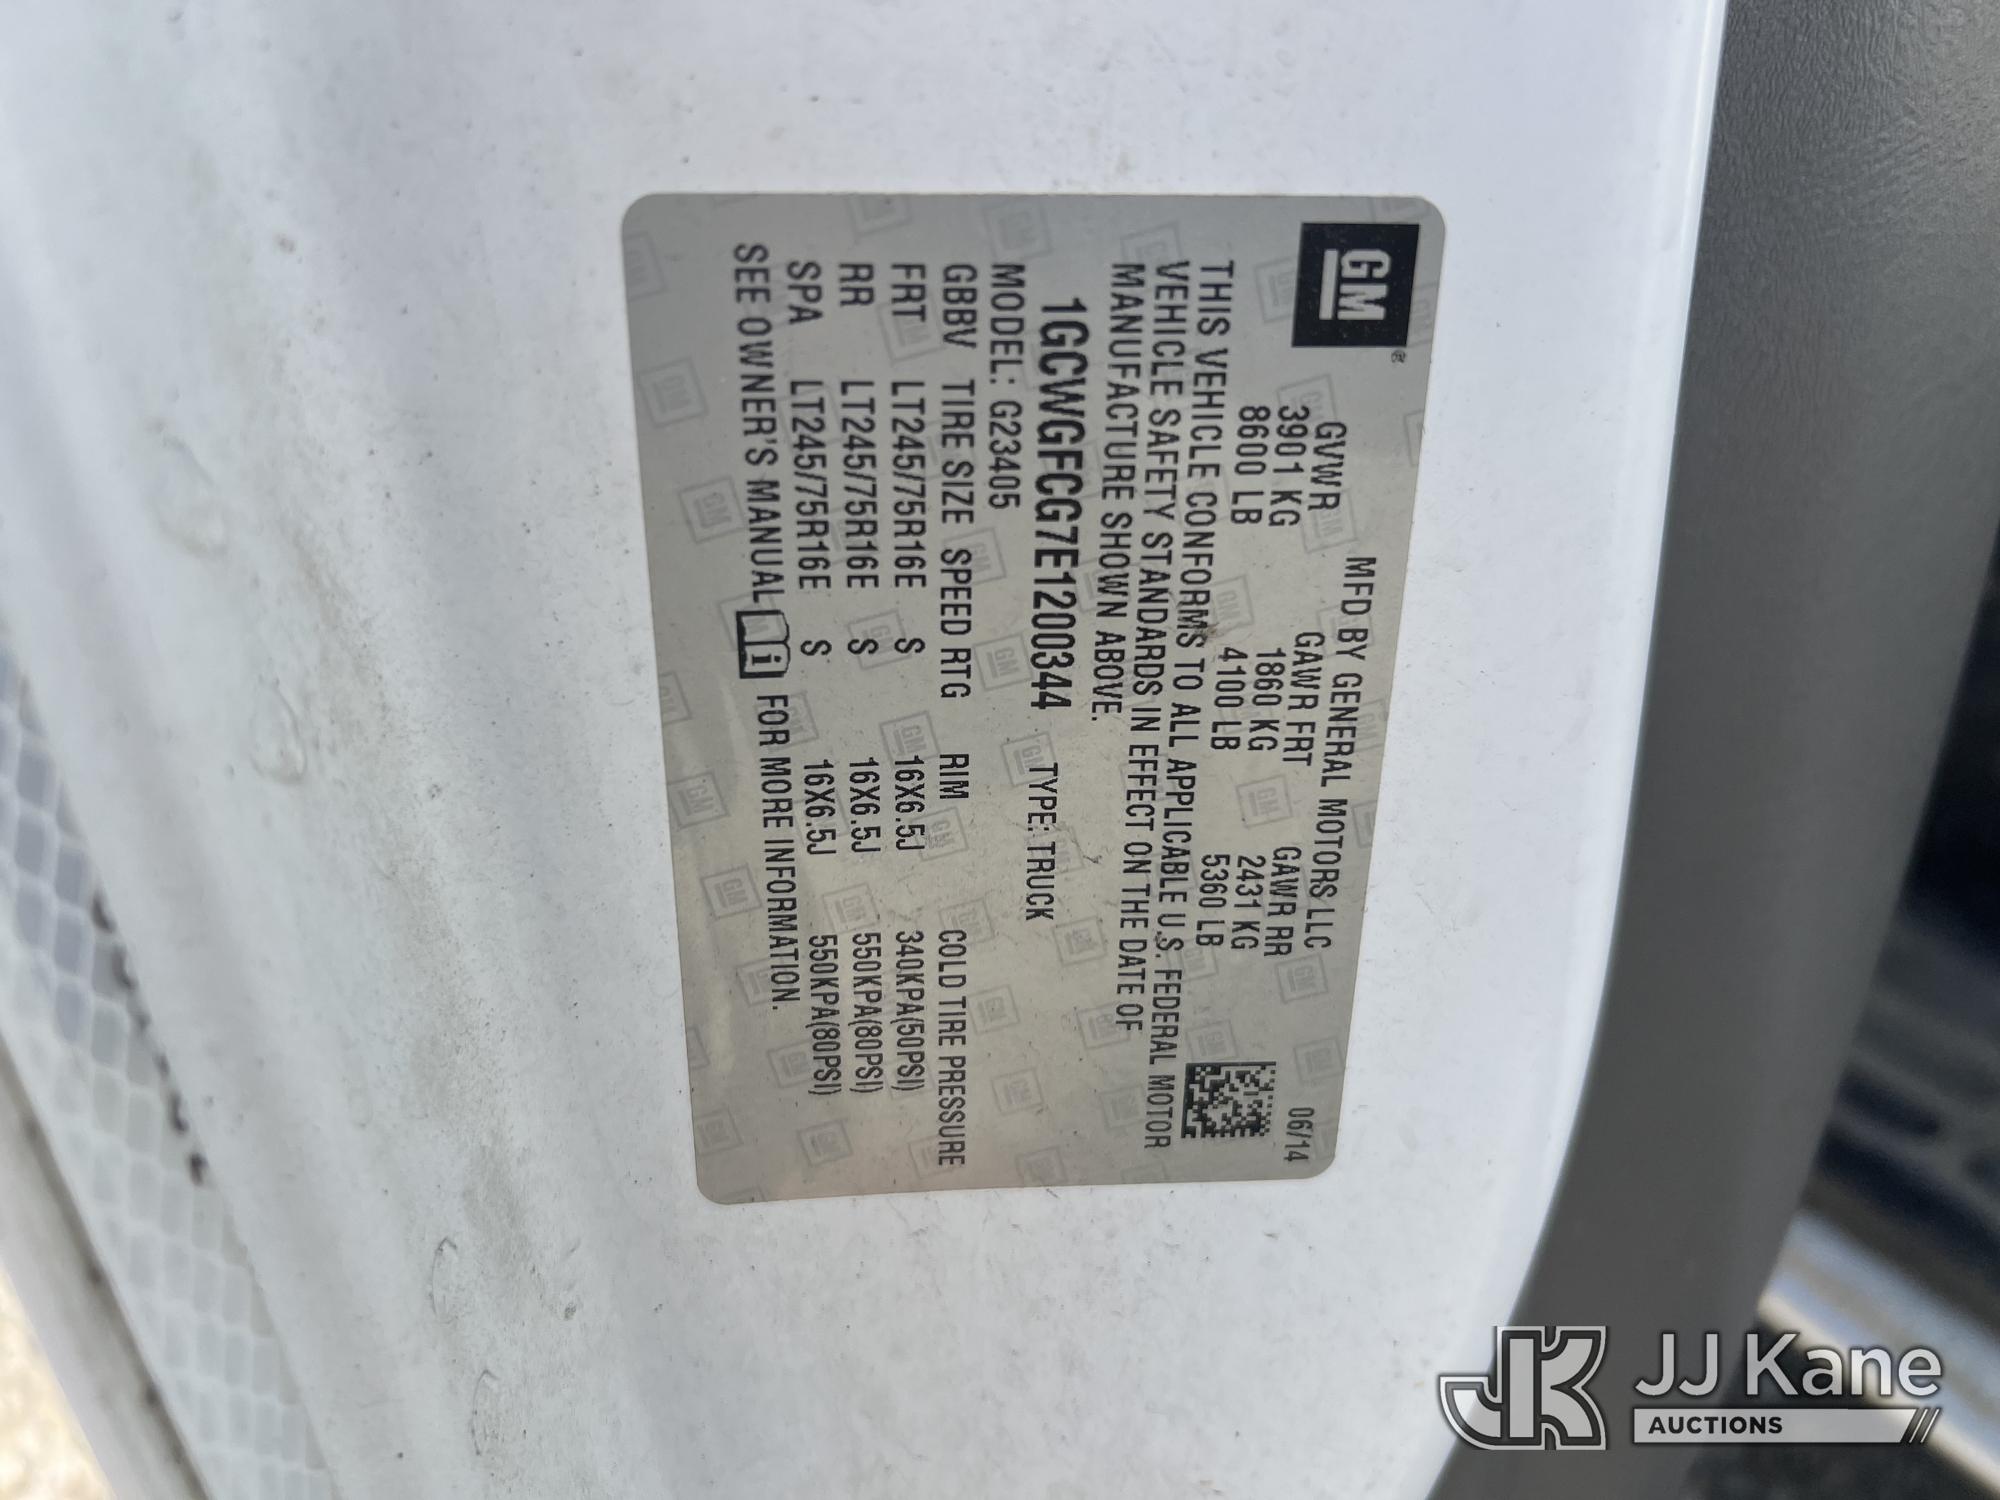 GM®
MFD BY GENERAL MOTORS LLC 06/14
GVWR GAWR FRT GAWR RR
3901 KG 1860 KG 2431 KG
8600 LB 4100 LB 5360 LB
THIS VEHICLE CONFORMS TO ALL APPLICABLE U.S. FEDERAL MOTOR
VEHICLE SAFETY STANDARDS IN EFFECT ON THE DATE OF
MANUFACTURE SHOWN ABOVE.
1GCWGFCG7E1200344 TYPE: TRUCK
MODEL: G23405
GBBV TIRE SIZE SPEED RTG RIM COLD TIRE PRESSURE
FRT LT245/75R16E S 16X6.5J 340KPA(50PSI)
RR LT245/75R16E S 16X6.5J 550KPA(80PSI)
SPA LT245/75R16E S 16X6.5J 550KPA(80PSI)
SEE OWNER'S MANUAL i FOR MORE INFORMATION.
JK JJ Kane
AUCTIONS